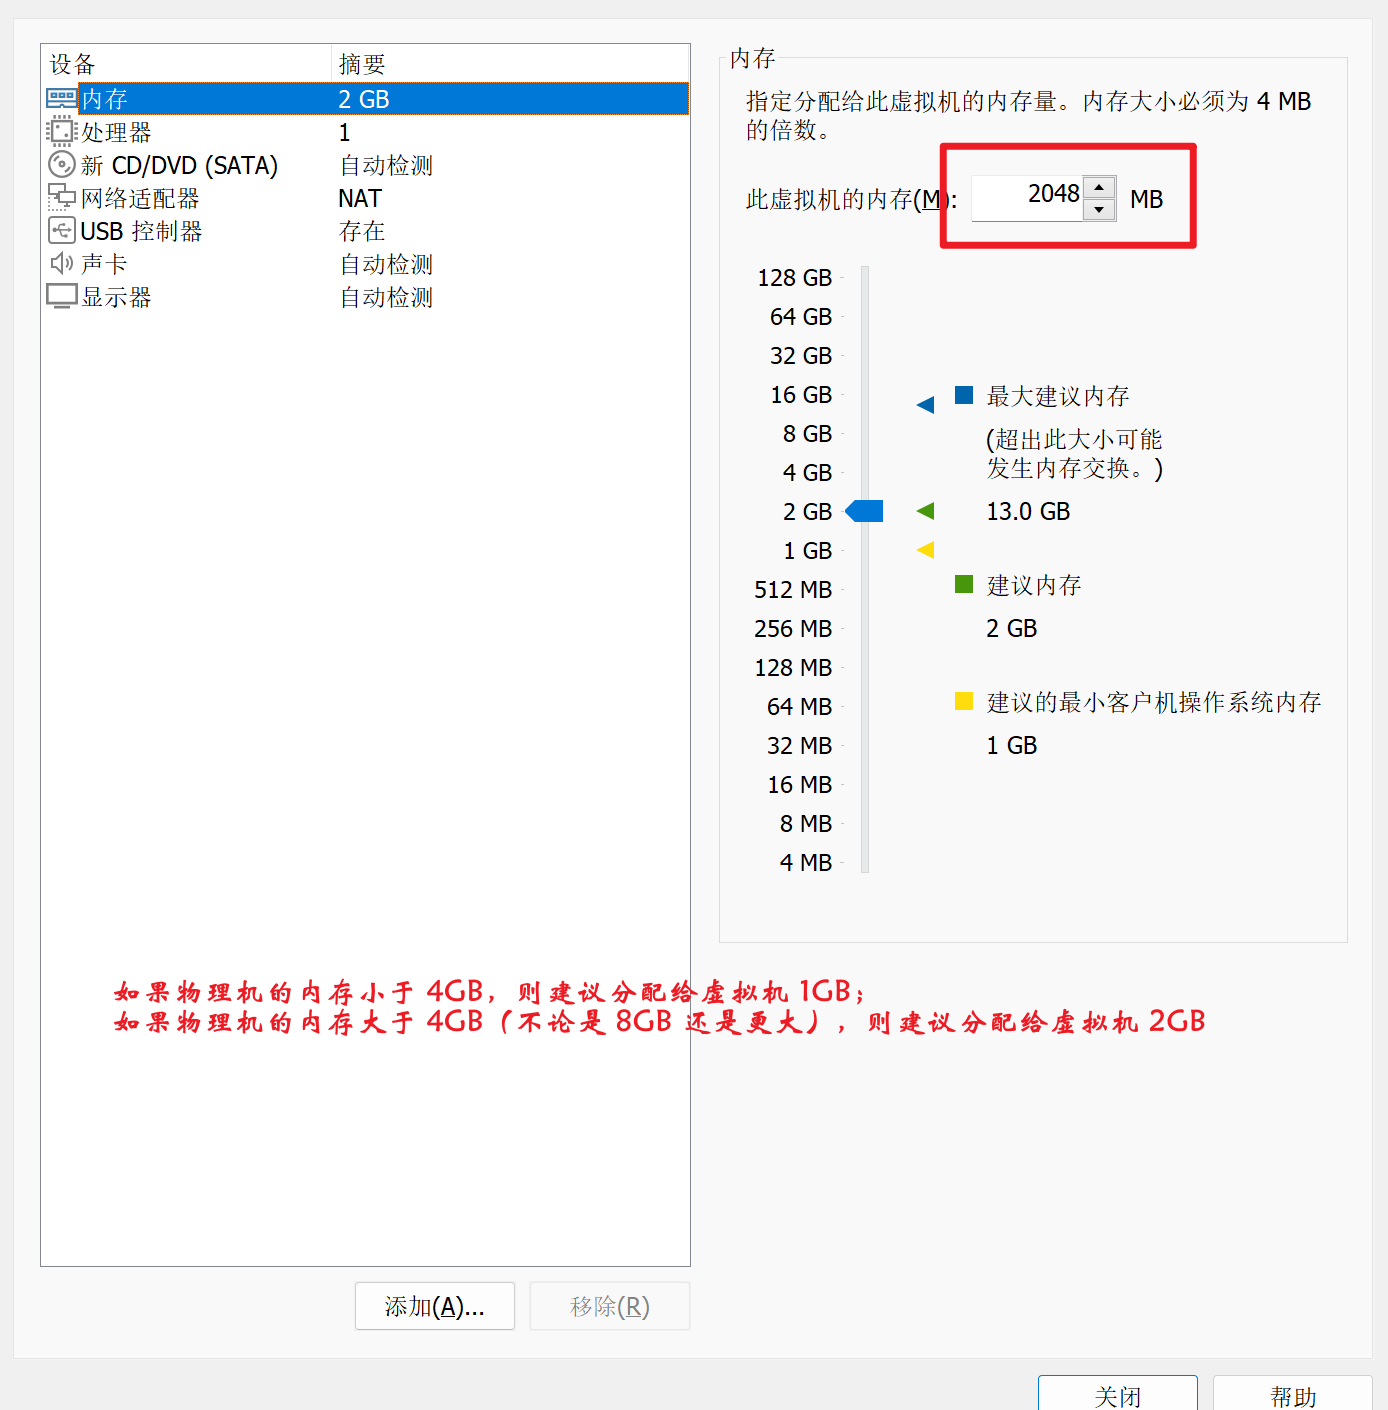 设备 摘要
内存 2 GB
处理器 1
新 CD/DVD (SATA) 自动检测
网络适配器 NAT
USB 控制器 存在
声卡 自动检测
显示器 自动检测
内存
指定分配给此虚拟机的内存量。内存大小必须为 4 MB
的倍数。
此虚拟机的内存(M): 2048 MB
128 GB
64 GB
32 GB
16 GB
8 GB
4 GB
2 GB
1 GB
512 MB
256 MB
128 MB
64 MB
32 MB
16 MB
8 MB
4 MB
最大建议内存
(超出此大小可能
发生内存交换。)
13.0 GB
建议内存
2 GB
建议的最小客户机操作系统内存
1 GB
如果物理机的内存小于 4GB，则建议分配给虚拟机 1GB；
如果物理机的内存大于 4GB（不论是 8GB 还是更大），则建议分配给虚拟机 2GB
添加(A)... 移除(R)
关闭 帮助